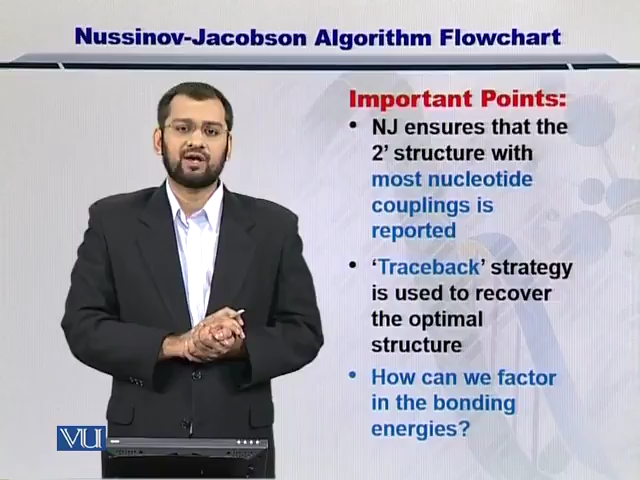 Nussinov-Jacobson Algorithm Flowchart
Important Points:
• NJ ensures that the
2’ structure with
most nucleotide
couplings is
reported
• ‘Traceback’ strategy
is used to recover
the optimal
structure
• How can we factor
in the bonding
energies?
VU